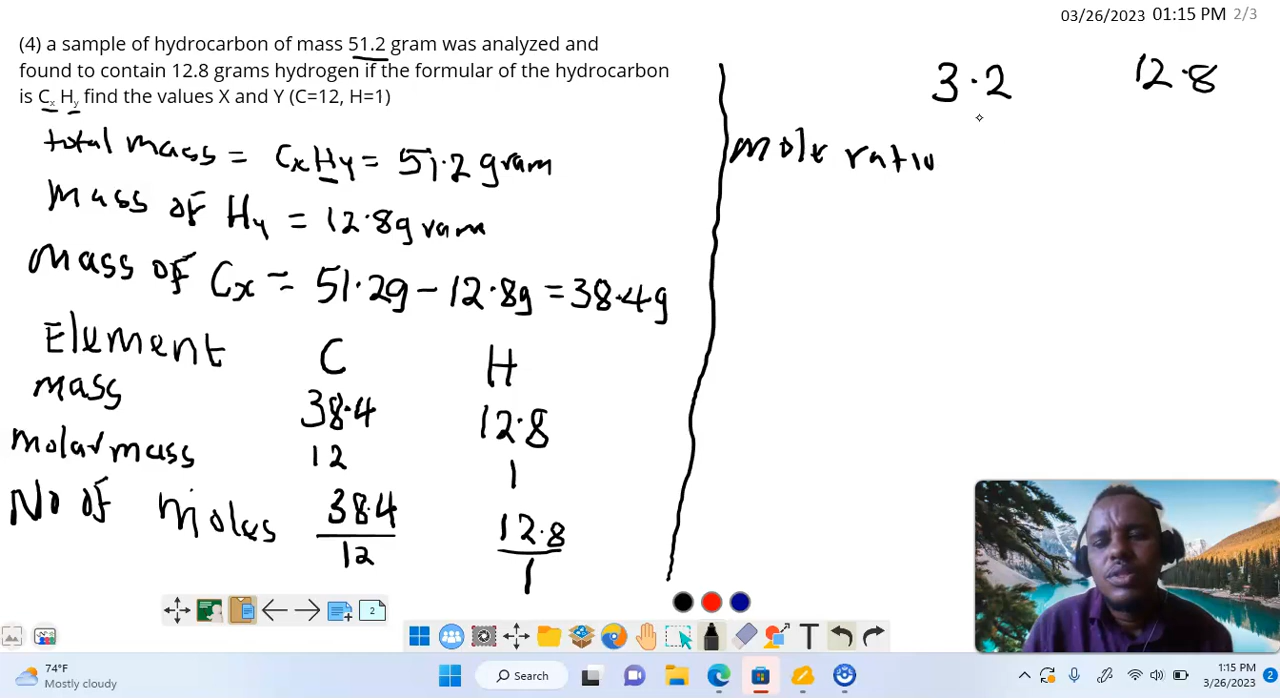 03/26/2023 01:15 PM 2/3
(4) a sample of hydrocarbon of mass 51.2 gram was analyzed and
found to contain 12.8 grams hydrogen if the formular of the hydrocarbon
is Cx Hy find the values X and Y (C=12, H=1)
total mass = CxHy = 51.2 gram
mass of Hy = 12.8gram
mass of Cx = 51.2g - 12.8g = 38.4g
Element C H
mass 38.4 12.8
molar mass 12 1
No of moles 38.4/12 12.8/1
3.2 12.8
mole ratio
2
T
74°F
Mostly cloudy
Search
1:15 PM
3/26/2023
2